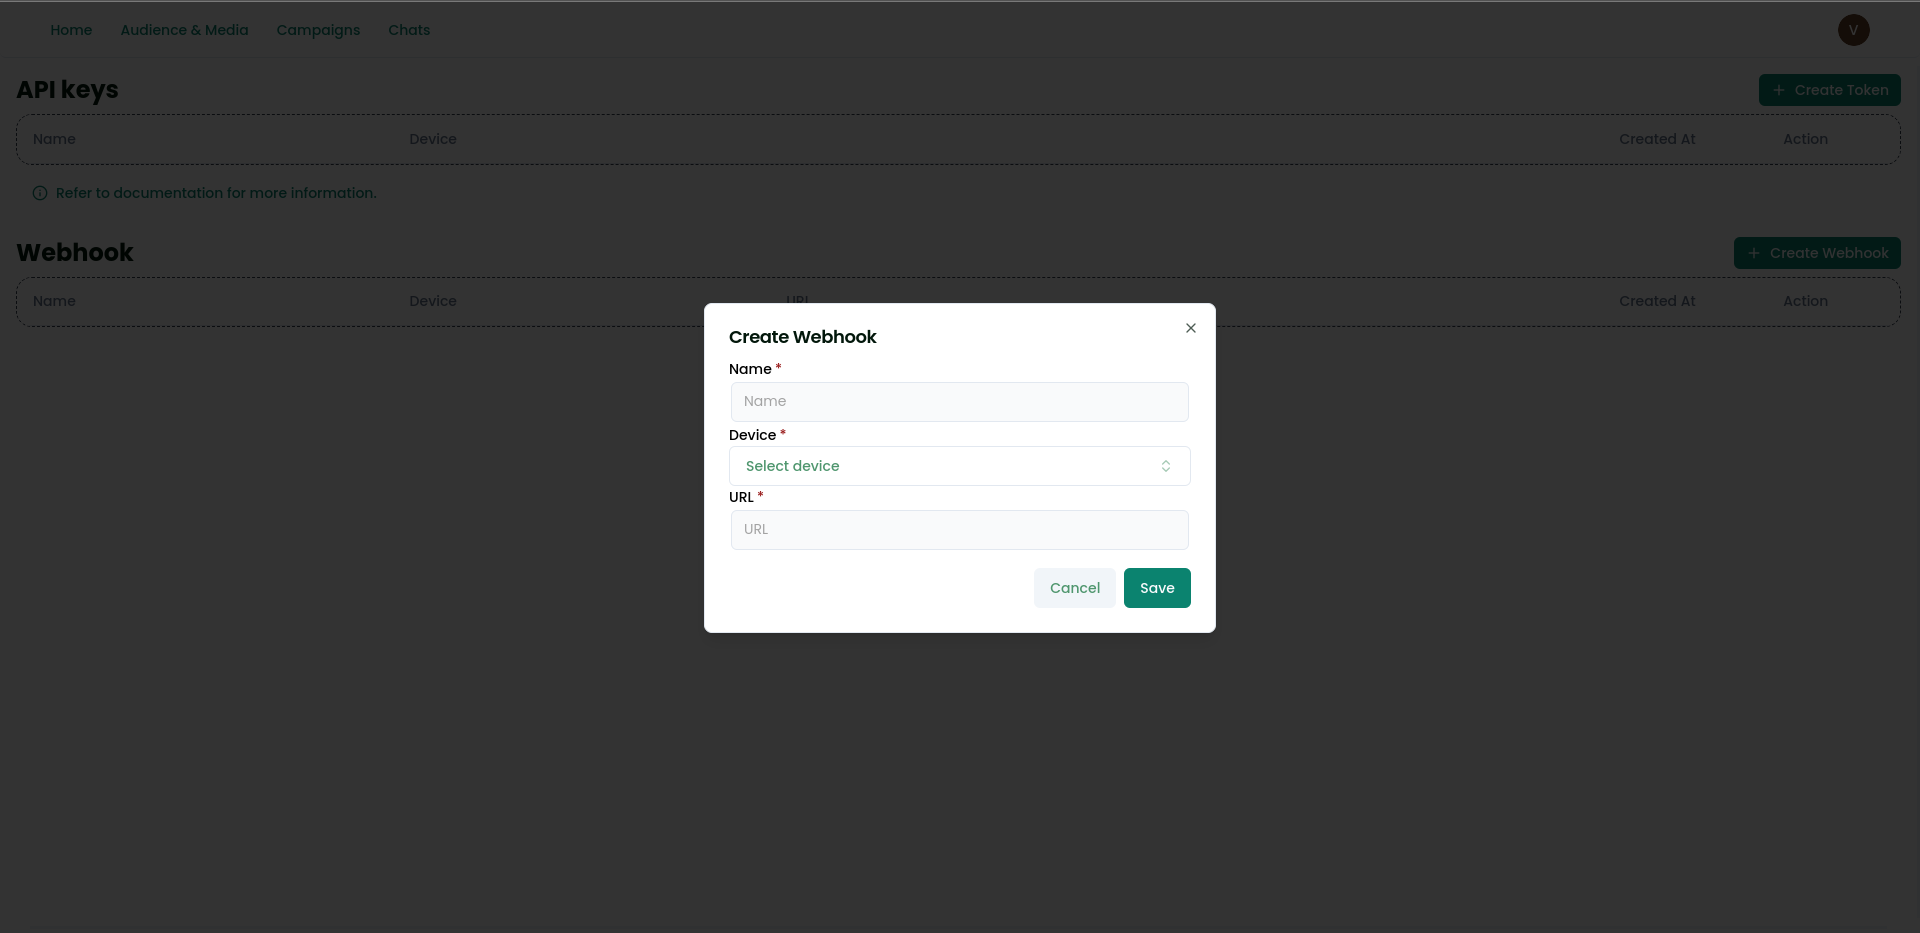 Home Audience & Media Campaigns Chats V
API keys + Create Token
Name Device Created At Action
Refer to documentation for more information.
Webhook + Create Webhook
Name Device URL Created At Action
Create Webhook
Name *
Name
Device *
Select device
URL *
URL
Cancel Save